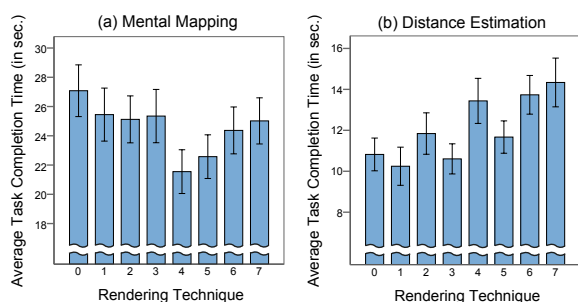 (a) Mental Mapping
Average Task Completion Time (in sec.)
30
28
26
24
22
20
18
0 1 2 3 4 5 6 7
Rendering Technique
(b) Distance Estimation
Average Task Completion Time (in sec.)
16
14
12
10
8
0 1 2 3 4 5 6 7
Rendering Technique